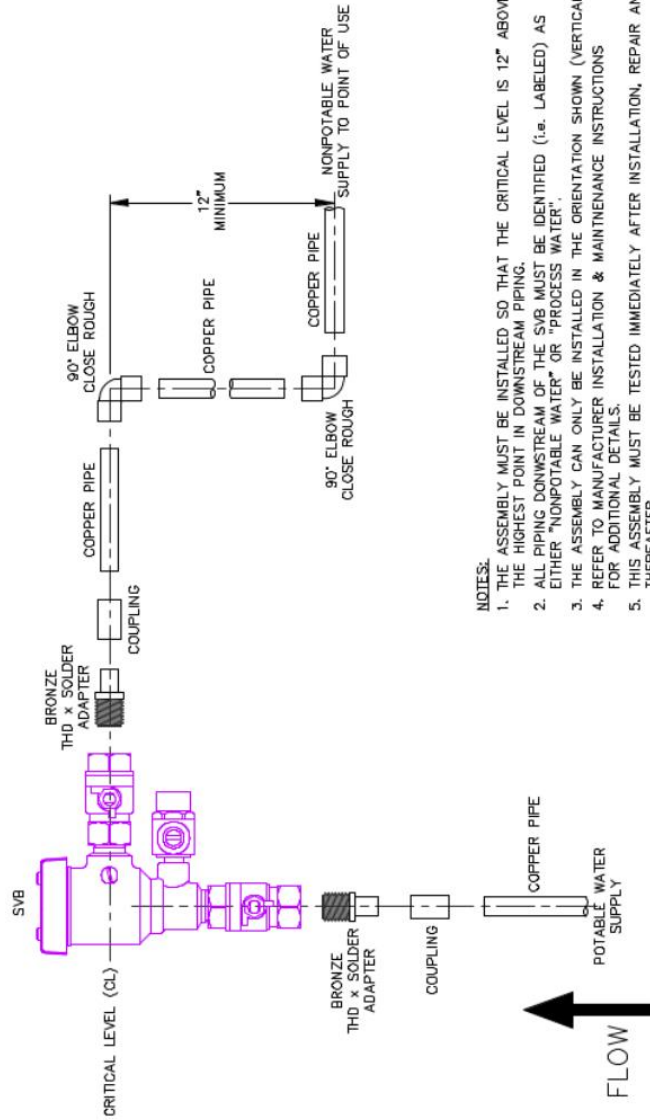 SVB
CRITICAL LEVEL (CL)
BRONZE
THD x SOLDER
ADAPTER
COUPLING
COPPER PIPE
90° ELBOW
CLOSE ROUGH
COPPER PIPE
12"
MINIMUM
90° ELBOW
CLOSE ROUGH
COPPER PIPE
NONPOTABLE WATER
SUPPLY TO POINT OF USE
BRONZE
THD x SOLDER
ADAPTER
COUPLING
COPPER PIPE
POTABLE WATER
SUPPLY
FLOW
NOTES:
1. THE ASSEMBLY MUST BE INSTALLED SO THAT THE CRITICAL LEVEL IS 12" ABOVE
THE HIGHEST POINT IN DOWNSTREAM PIPING.
2. ALL PIPING DONWSTREAM OF THE SVB MUST BE IDENTIFIED (i.e. LABELED) AS
EITHER "NONPOTABLE WATER" OR "PROCESS WATER".
3. THE ASSEMBLY CAN ONLY BE INSTALLED IN THE ORIENTATION SHOWN (VERTICAL
4. REFER TO MANUFACTURER INSTALLATION & MAINTNENANCE INSTRUCTIONS
FOR ADDITIONAL DETAILS.
5. THIS ASSEMBLY MUST BE TESTED IMMEDIATELY AFTER INSTALLATION, REPAIR AN
THEREAFTER